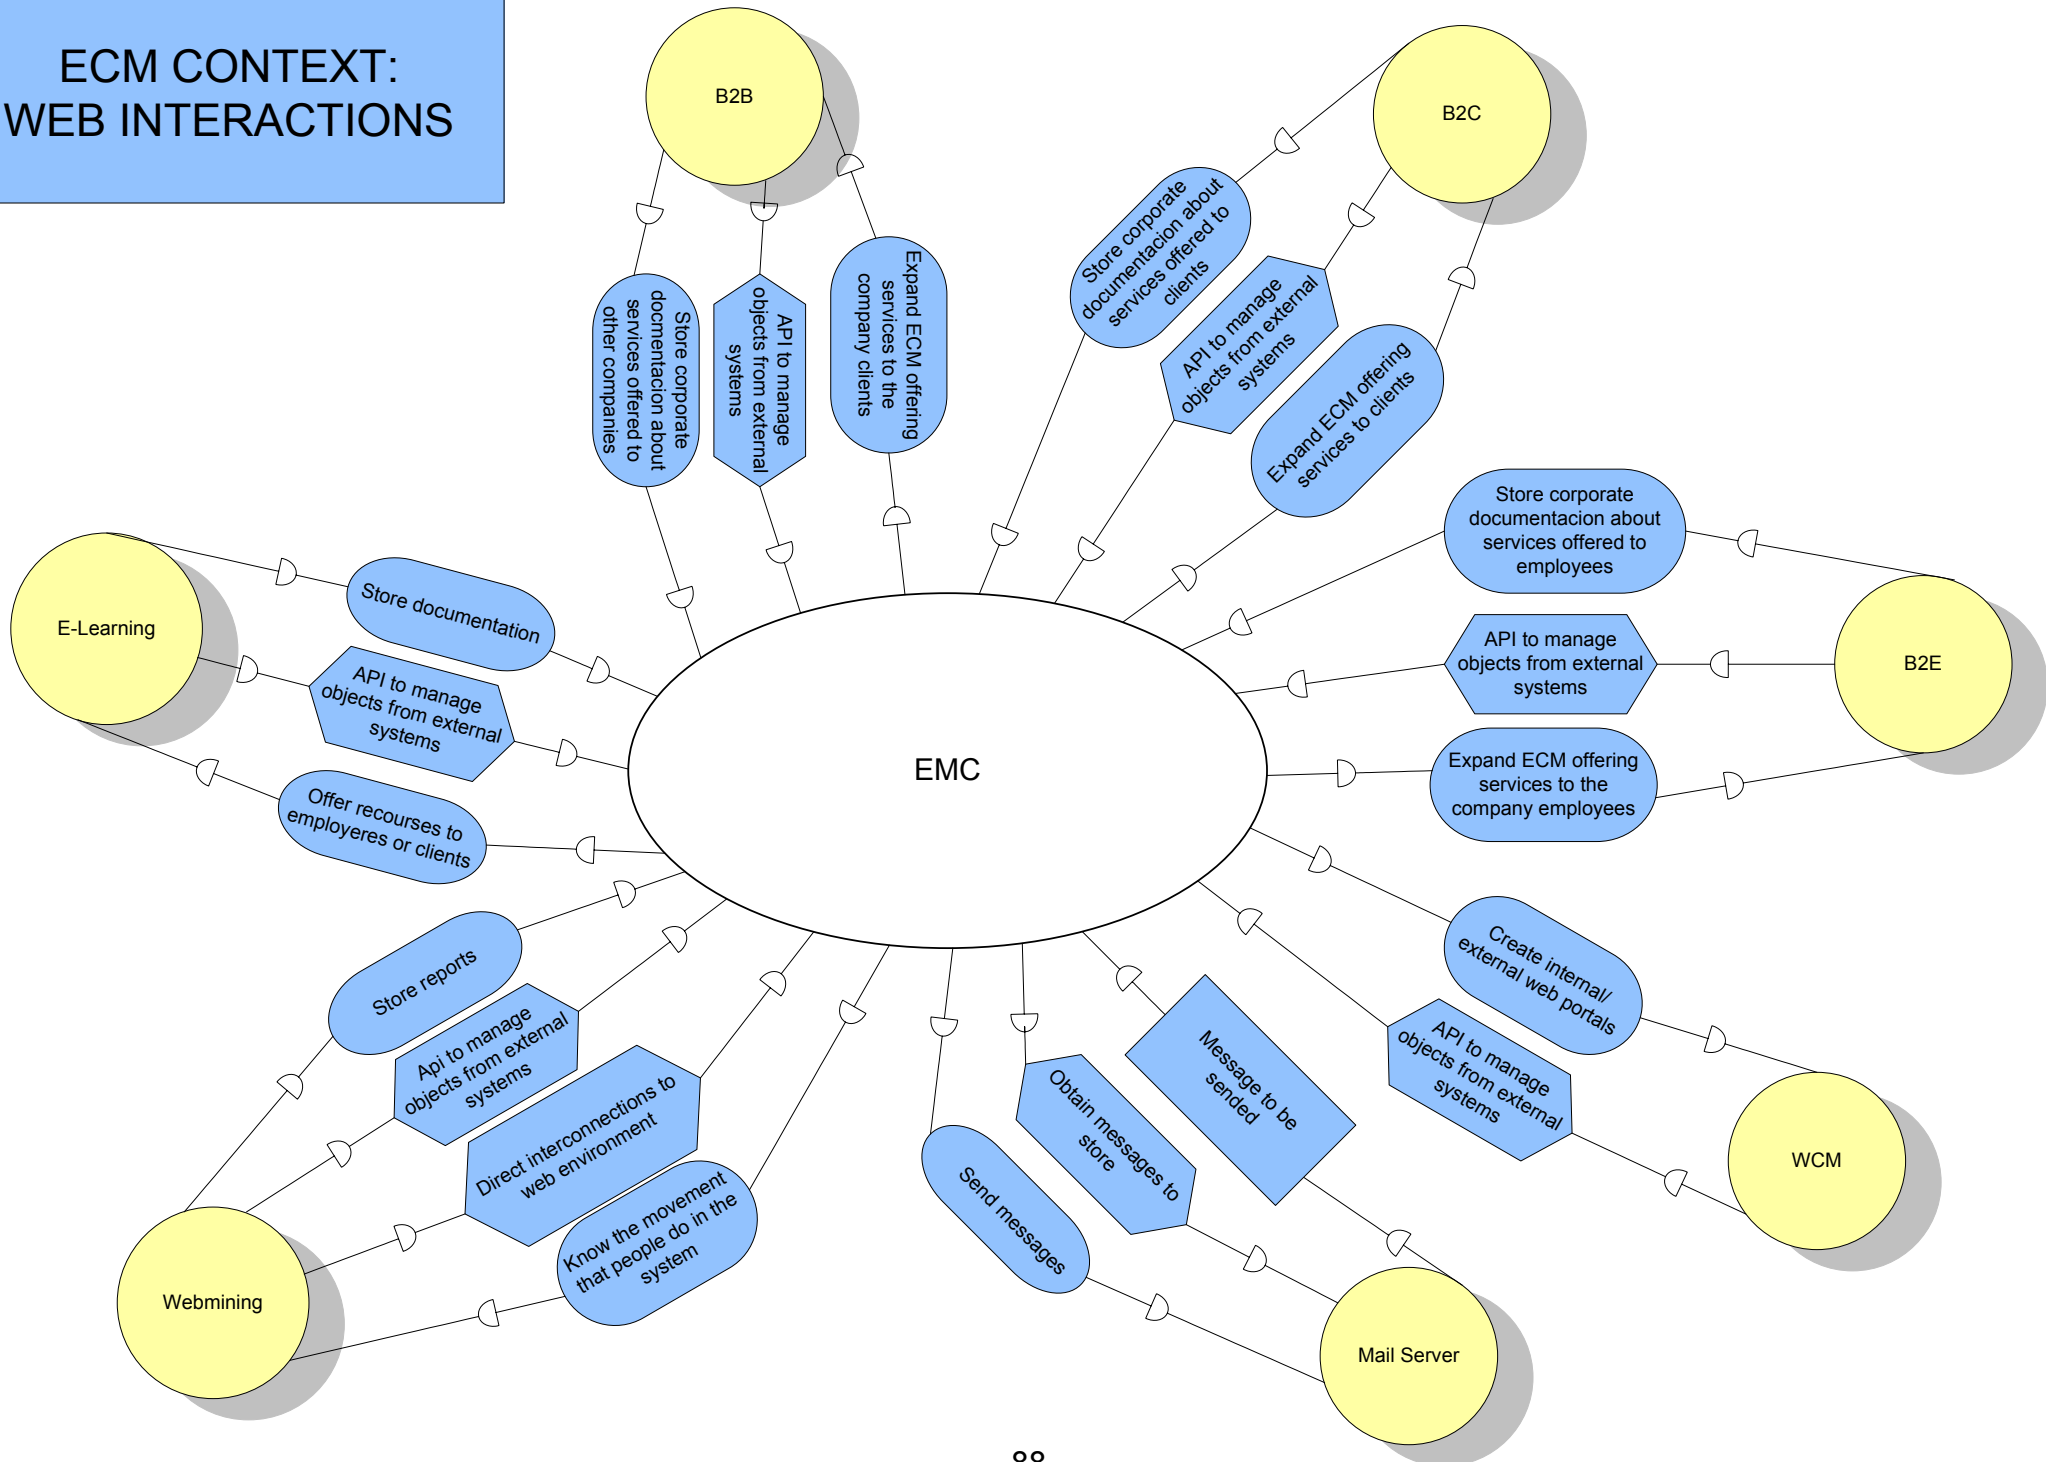 ECM CONTEXT:
WEB INTERACTIONS
B2B
B2C
Store corporate
docmentacion about
services offered to
other companies
API to manage
objects from external
systems
Expand ECM offering
services to the
company clients
Store corporate
documentacion about
services offered to
clients
API to manage
objects from external
systems
Expand ECM offering
services to clients
Store corporate
documentacion about
services offered to
employees
API to manage
objects from external
systems
B2E
Expand ECM offering
services to the
company employees
E-Learning
Store documentation
API to manage
objects from external
systems
Offer recourses to
employeres or clients
EMC
Store reports
Api to manage
objects from external
systems
Direct interconnections to
web environment
Know the movement
that people do in the
system
Webmining
Send messages
Obtain messages to
store
Message to be
sended
Mail Server
Create internal/
external web portals
API to manage
objects from external
systems
WCM
88